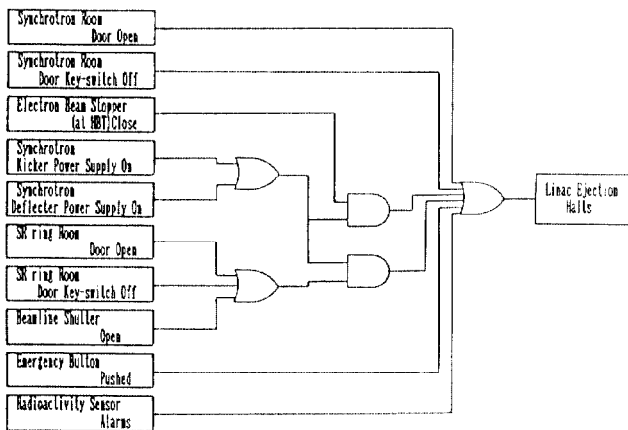 Synchrotron Room
Door Open
Synchrotron Room
Door Key-switch Off
Electron Beam Stopper
(at HBT)Close
Synchrotron
Kicker Power Supply On
Synchrotron
Deflecter Power Supply On
SR ring Room
Door Open
SR ring Room
Door Key-switch Off
Beamline Shutter
Open
Emergency Button
Pushed
Radioactivity Sensor
Alarms
Linac Ejection
Halts